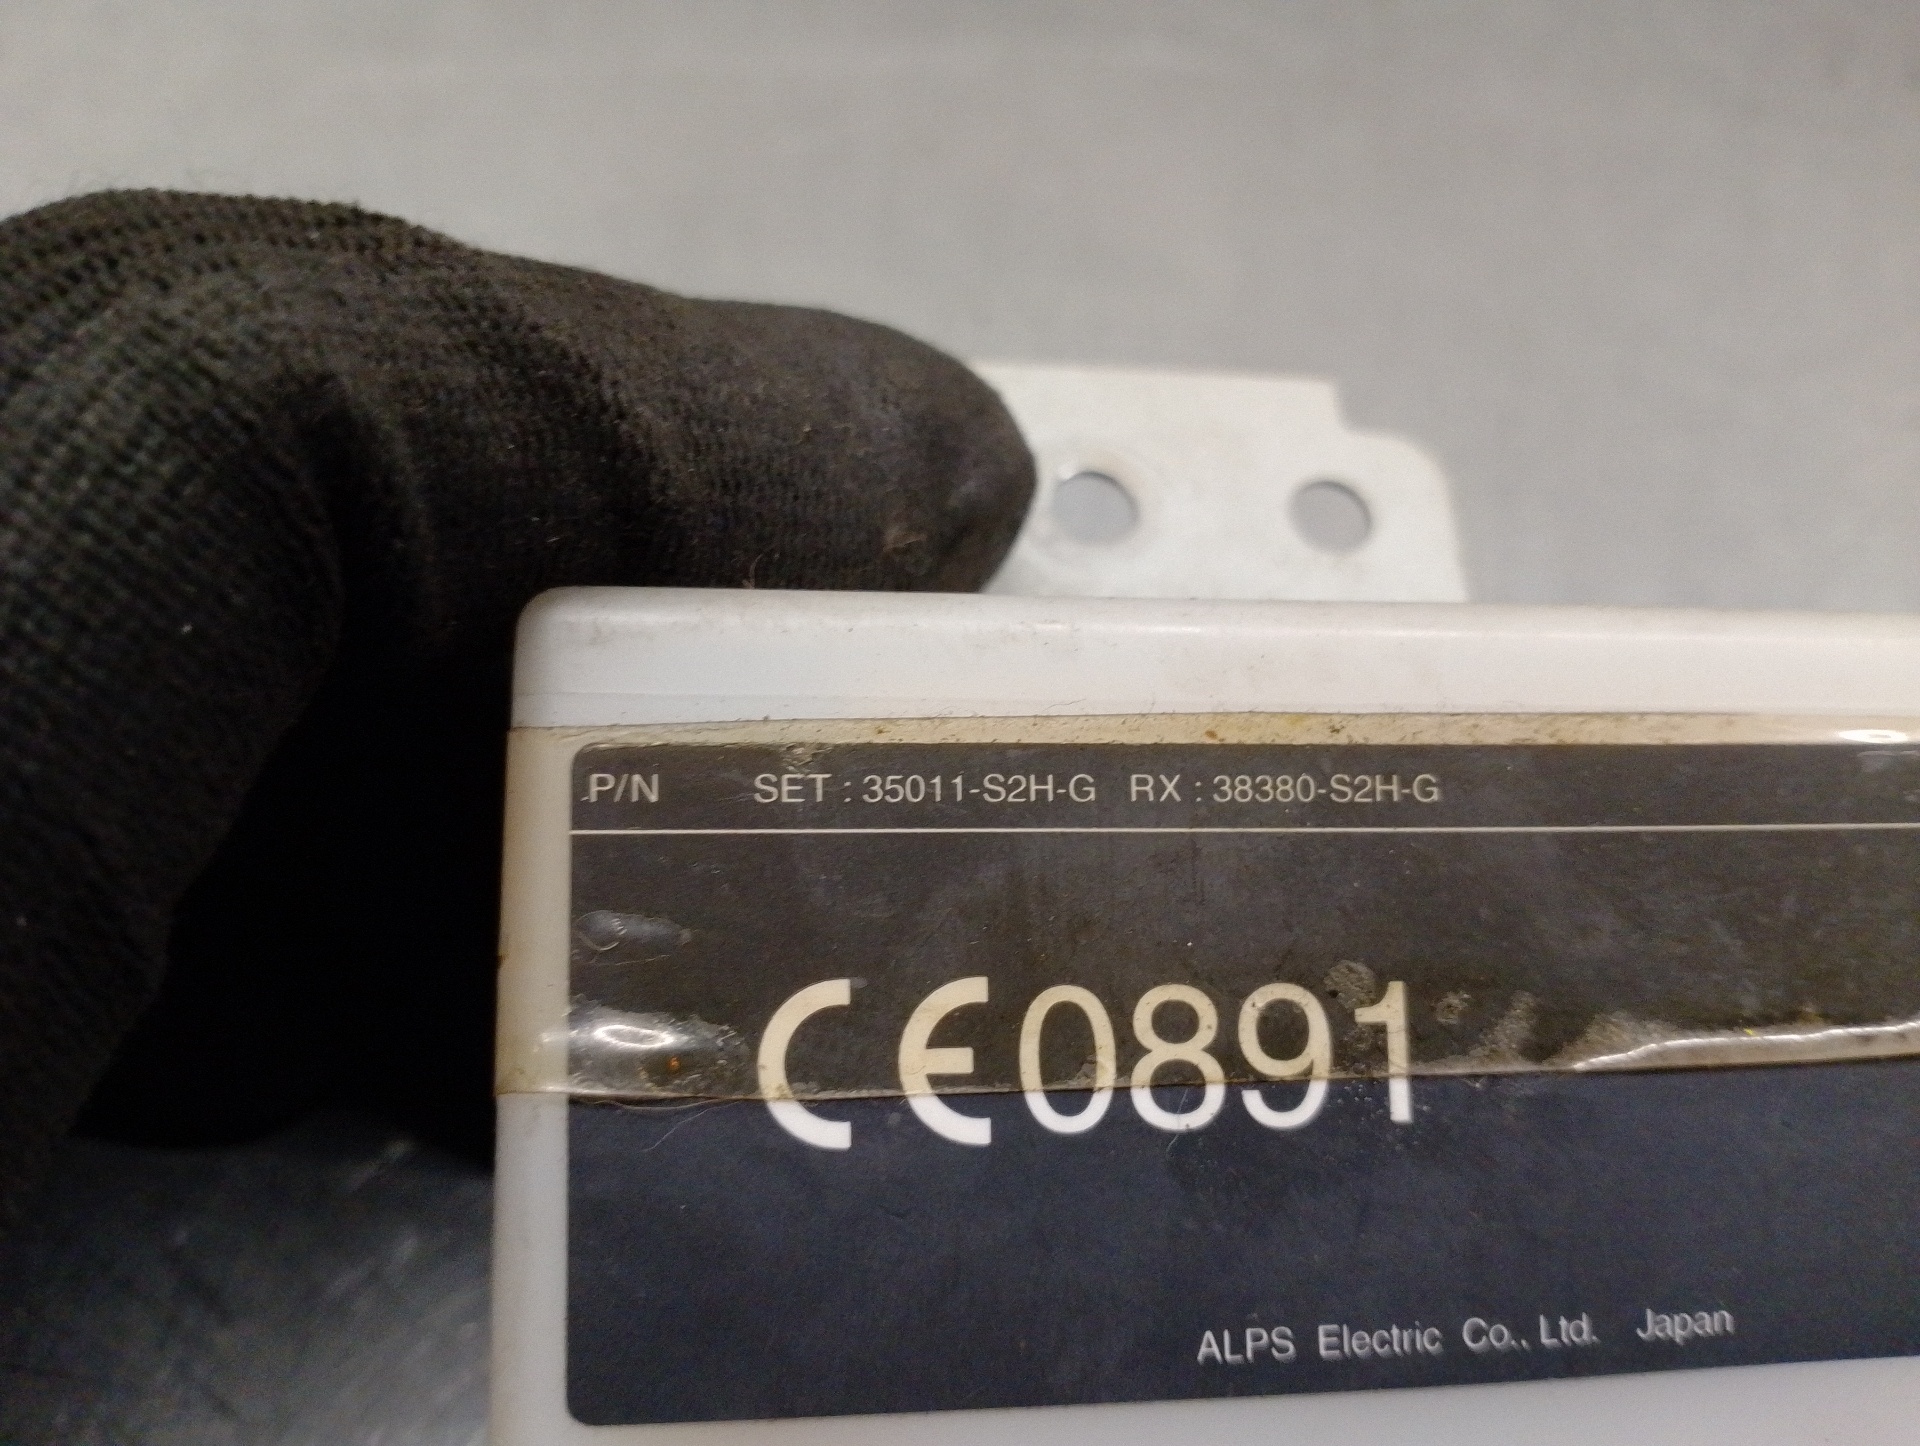 P/N SET : 35011-S2H-G RX : 38380-S2H-G
CE0891
ALPS Electric Co., Ltd. Japan